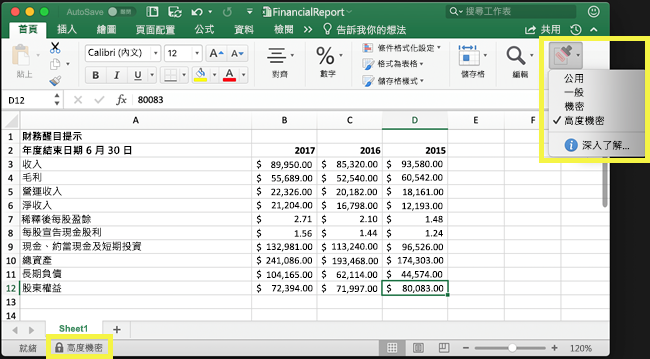 AutoSave
FinancialReport
搜尋工作表
首頁 插入 繪圖 頁面配置 公式 資料 檢閱 >> 告訴我你的想法 共用
貼上
Calibri (內文) 12 A A
B I U A
對齊
% 數字
條件格式化設定
格式為表格
儲存格樣式
儲存格
編輯
公用
一般
機密
✓ 高度機密
深入了解...
D12 fx 80083
A B C D E F
1 財務醒目提示
2 年度結束日期 6 月 30 日 2017 2016 2015
3 收入 $ 89,950.00 $ 85,320.00 $ 93,580.00
4 毛利 $ 55,689.00 $ 52,540.00 $ 60,542.00
5 營運收入 $ 22,326.00 $ 20,182.00 $ 18,161.00
6 淨收入 $ 21,204.00 $ 16,798.00 $ 12,193.00
7 稀釋後每股盈餘 $ 2.71 $ 2.10 $ 1.48
8 每股宣告現金股利 $ 1.56 $ 1.44 $ 1.24
9 現金、約當現金及短期投資 $ 132,981.00 $ 113,240.00 $ 96,526.00
10 總資產 $ 241,086.00 $ 193,468.00 $ 174,303.00
11 長期負債 $ 104,165.00 $ 62,114.00 $ 44,574.00
12 股東權益 $ 72,394.00 $ 71,997.00 $ 80,083.00
13
14
Sheet1 +
就緒 高度機密 120%